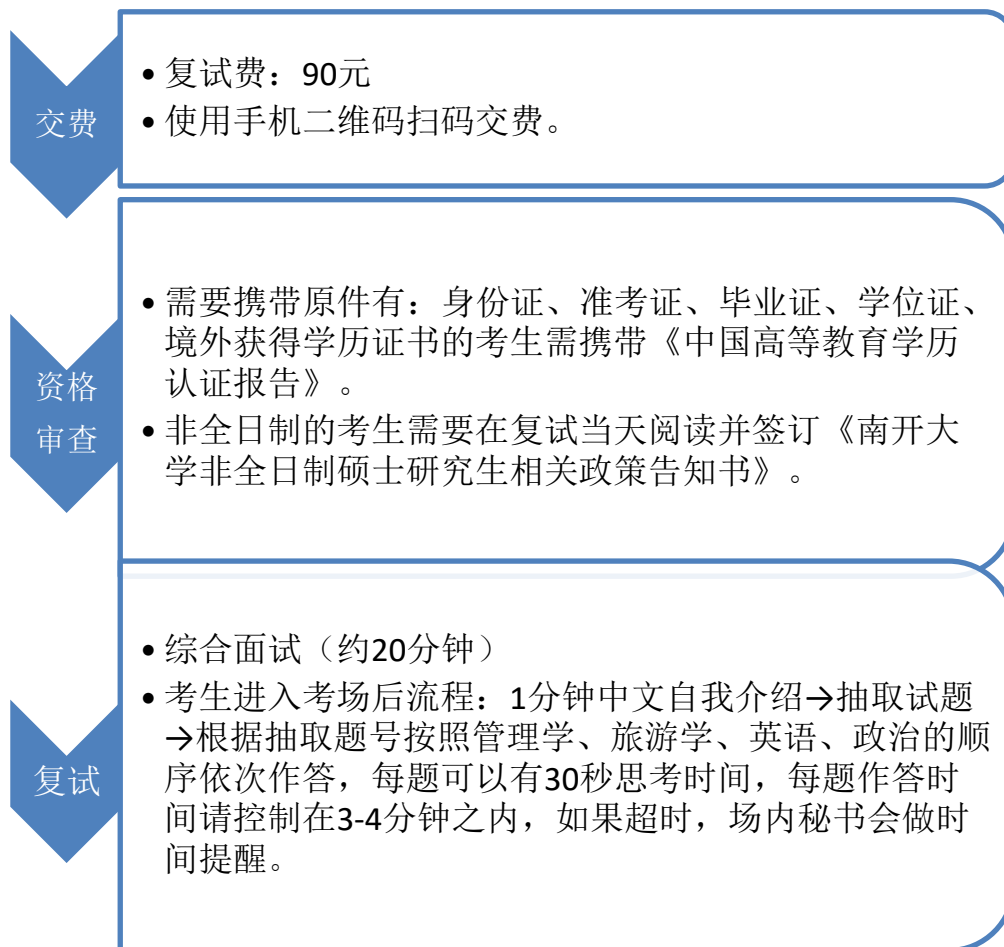 交费
• 复试费：90元
• 使用手机二维码扫码交费。
资格
审查
• 需要携带原件有：身份证、准考证、毕业证、学位证、
境外获得学历证书的考生需携带《中国高等教育学历
认证报告》。
• 非全日制的考生需要在复试当天阅读并签订《南开大
学非全日制硕士研究生相关政策告知书》。
复试
• 综合面试（约20分钟）
• 考生进入考场后流程：1分钟中文自我介绍→抽取试题
→根据抽取题号按照管理学、旅游学、英语、政治的顺
序依次作答，每题可以有30秒思考时间，每题作答时
间请控制在3-4分钟之内，如果超时，场内秘书会做时
间提醒。